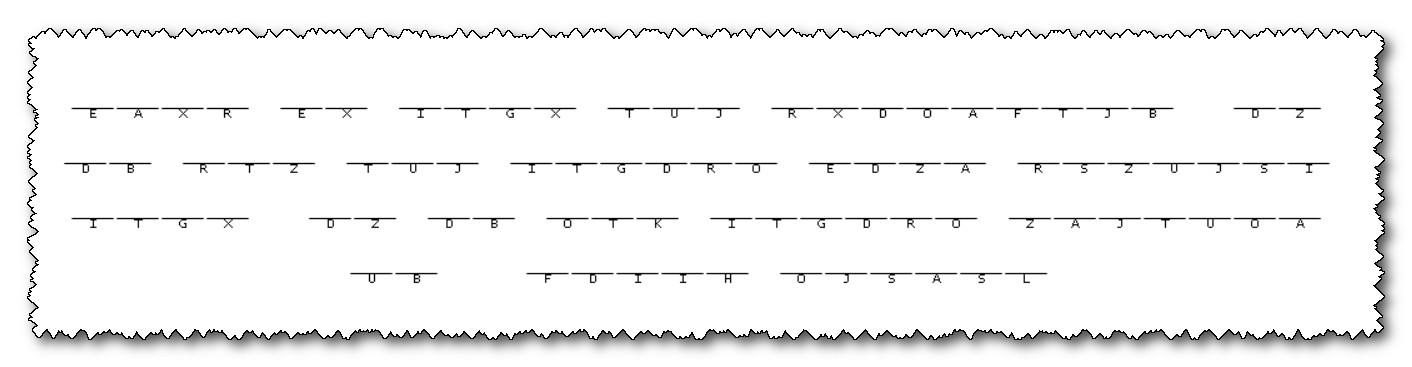 EAXR EX ITGX TUJ RXDOAFTJB DZ
DB RTZ TUJ ITGDRO EDZA RSZUJSI
ITGX DZ DB OTK ITGDRO ZAJTUOA
UB FDIIH OJSASL